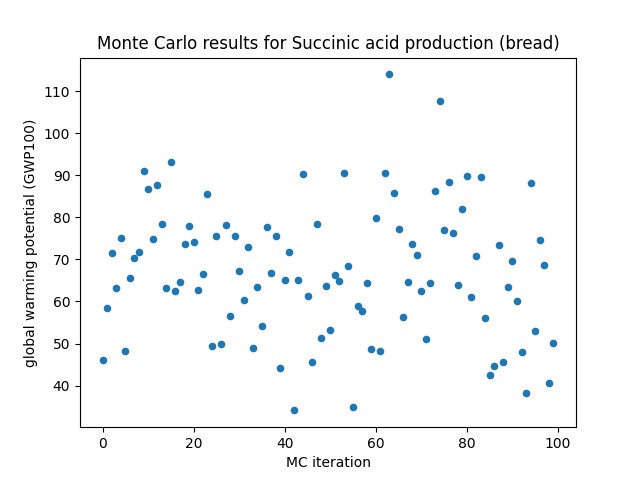 Monte Carlo results for Succinic acid production (bread)
global warming potential (GWP100)
110
100
90
80
70
60
50
40
0 20 40 60 80 100
MC iteration